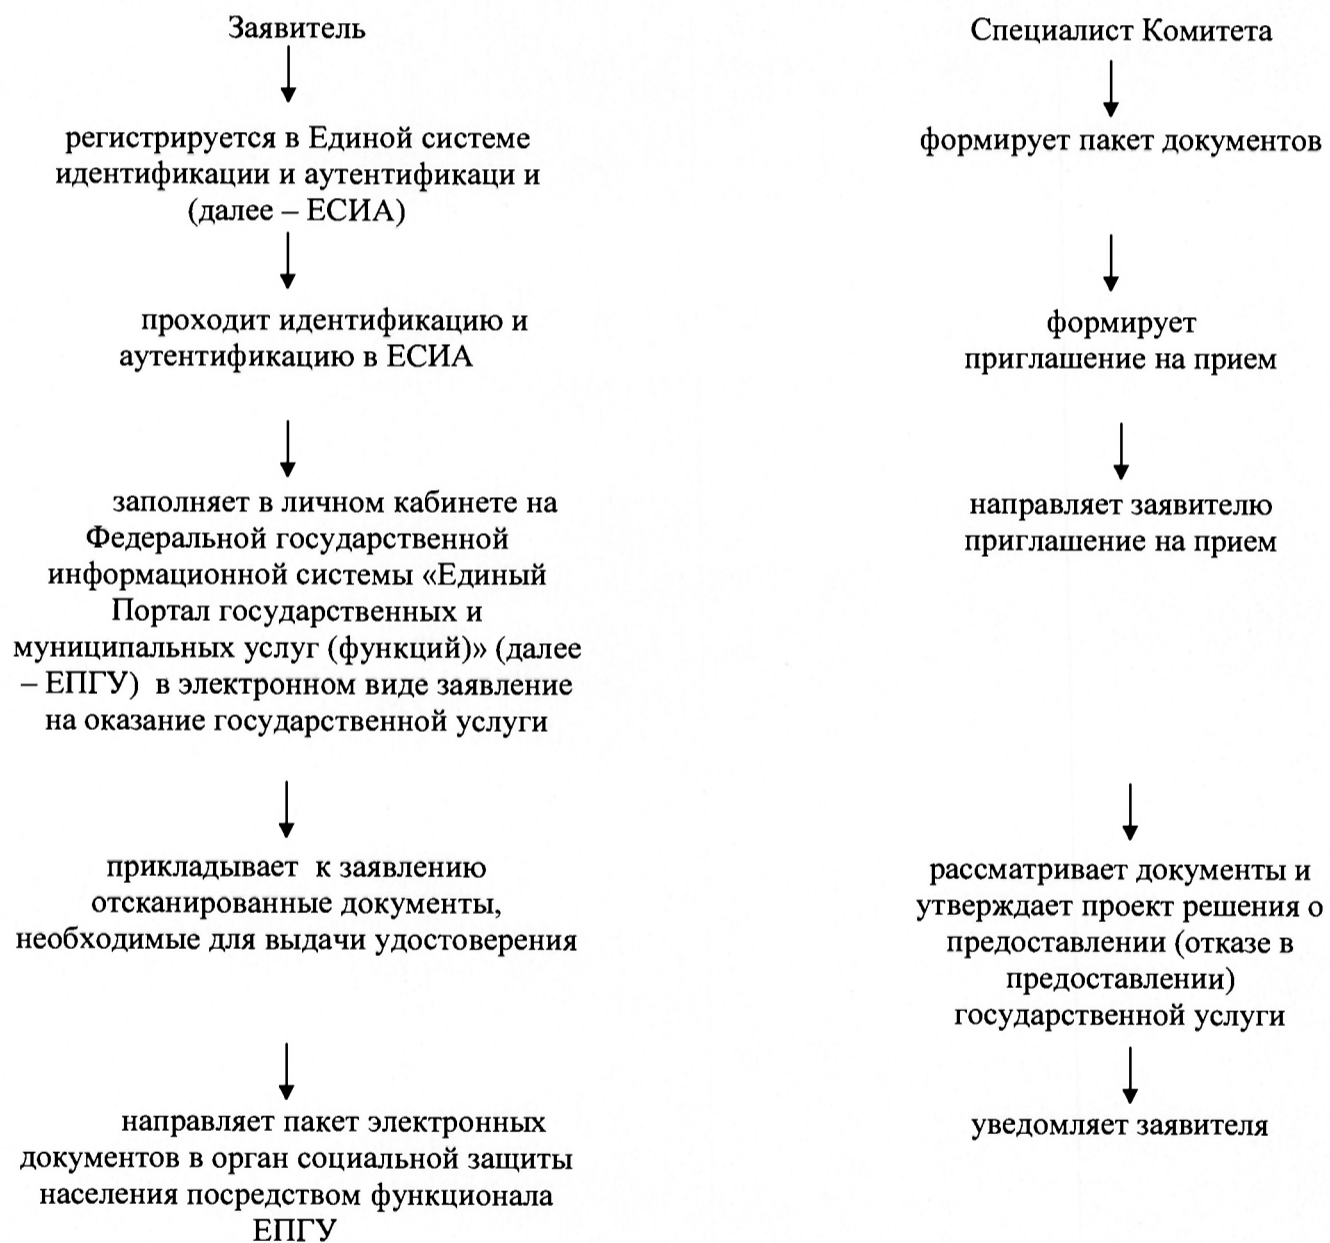 Заявитель
регистрируется в Единой системе
идентификации и аутентификаци и
(далее – ЕСИА)
проходит идентификацию и
аутентификацию в ЕСИА
заполняет в личном кабинете на
Федеральной государственной
информационной системы «Единый
Портал государственных и
муниципальных услуг (функций)» (далее
– ЕПГУ) в электронном виде заявление
на оказание государственной услуги
прикладывает к заявлению
отсканированные документы,
необходимые для выдачи удостоверения
направляет пакет электронных
документов в орган социальной защиты
населения посредством функционала
ЕПГУ
Специалист Комитета
формирует пакет документов
формирует
приглашение на прием
направляет заявителю
приглашение на прием
рассматривает документы и
утверждает проект решения о
предоставлении (отказе в
предоставлении)
государственной услуги
уведомляет заявителя